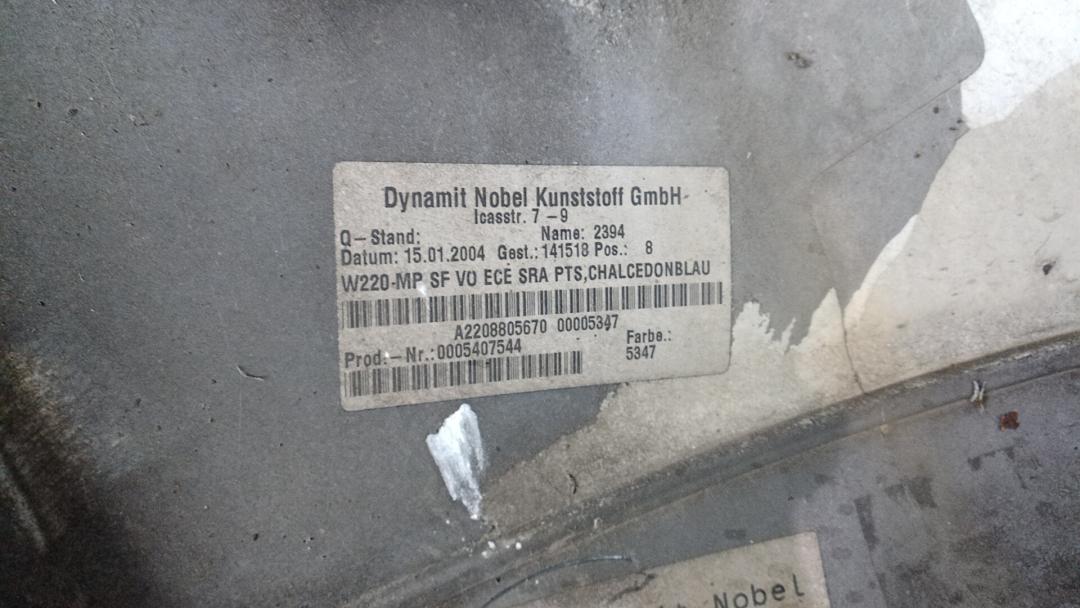 Dynamit Nobel Kunststoff GmbH
Icasstr. 7 – 9
Q – Stand: Name: 2394
Datum: 15.01.2004 Gest.: 141518 Pos.: 8
W220-MP SF VO ECE SRA PTS,CHALCEDONBLAU
A2208805670 00005347
Prod.– Nr.:0005407544 Farbe.:
5347
Nobel